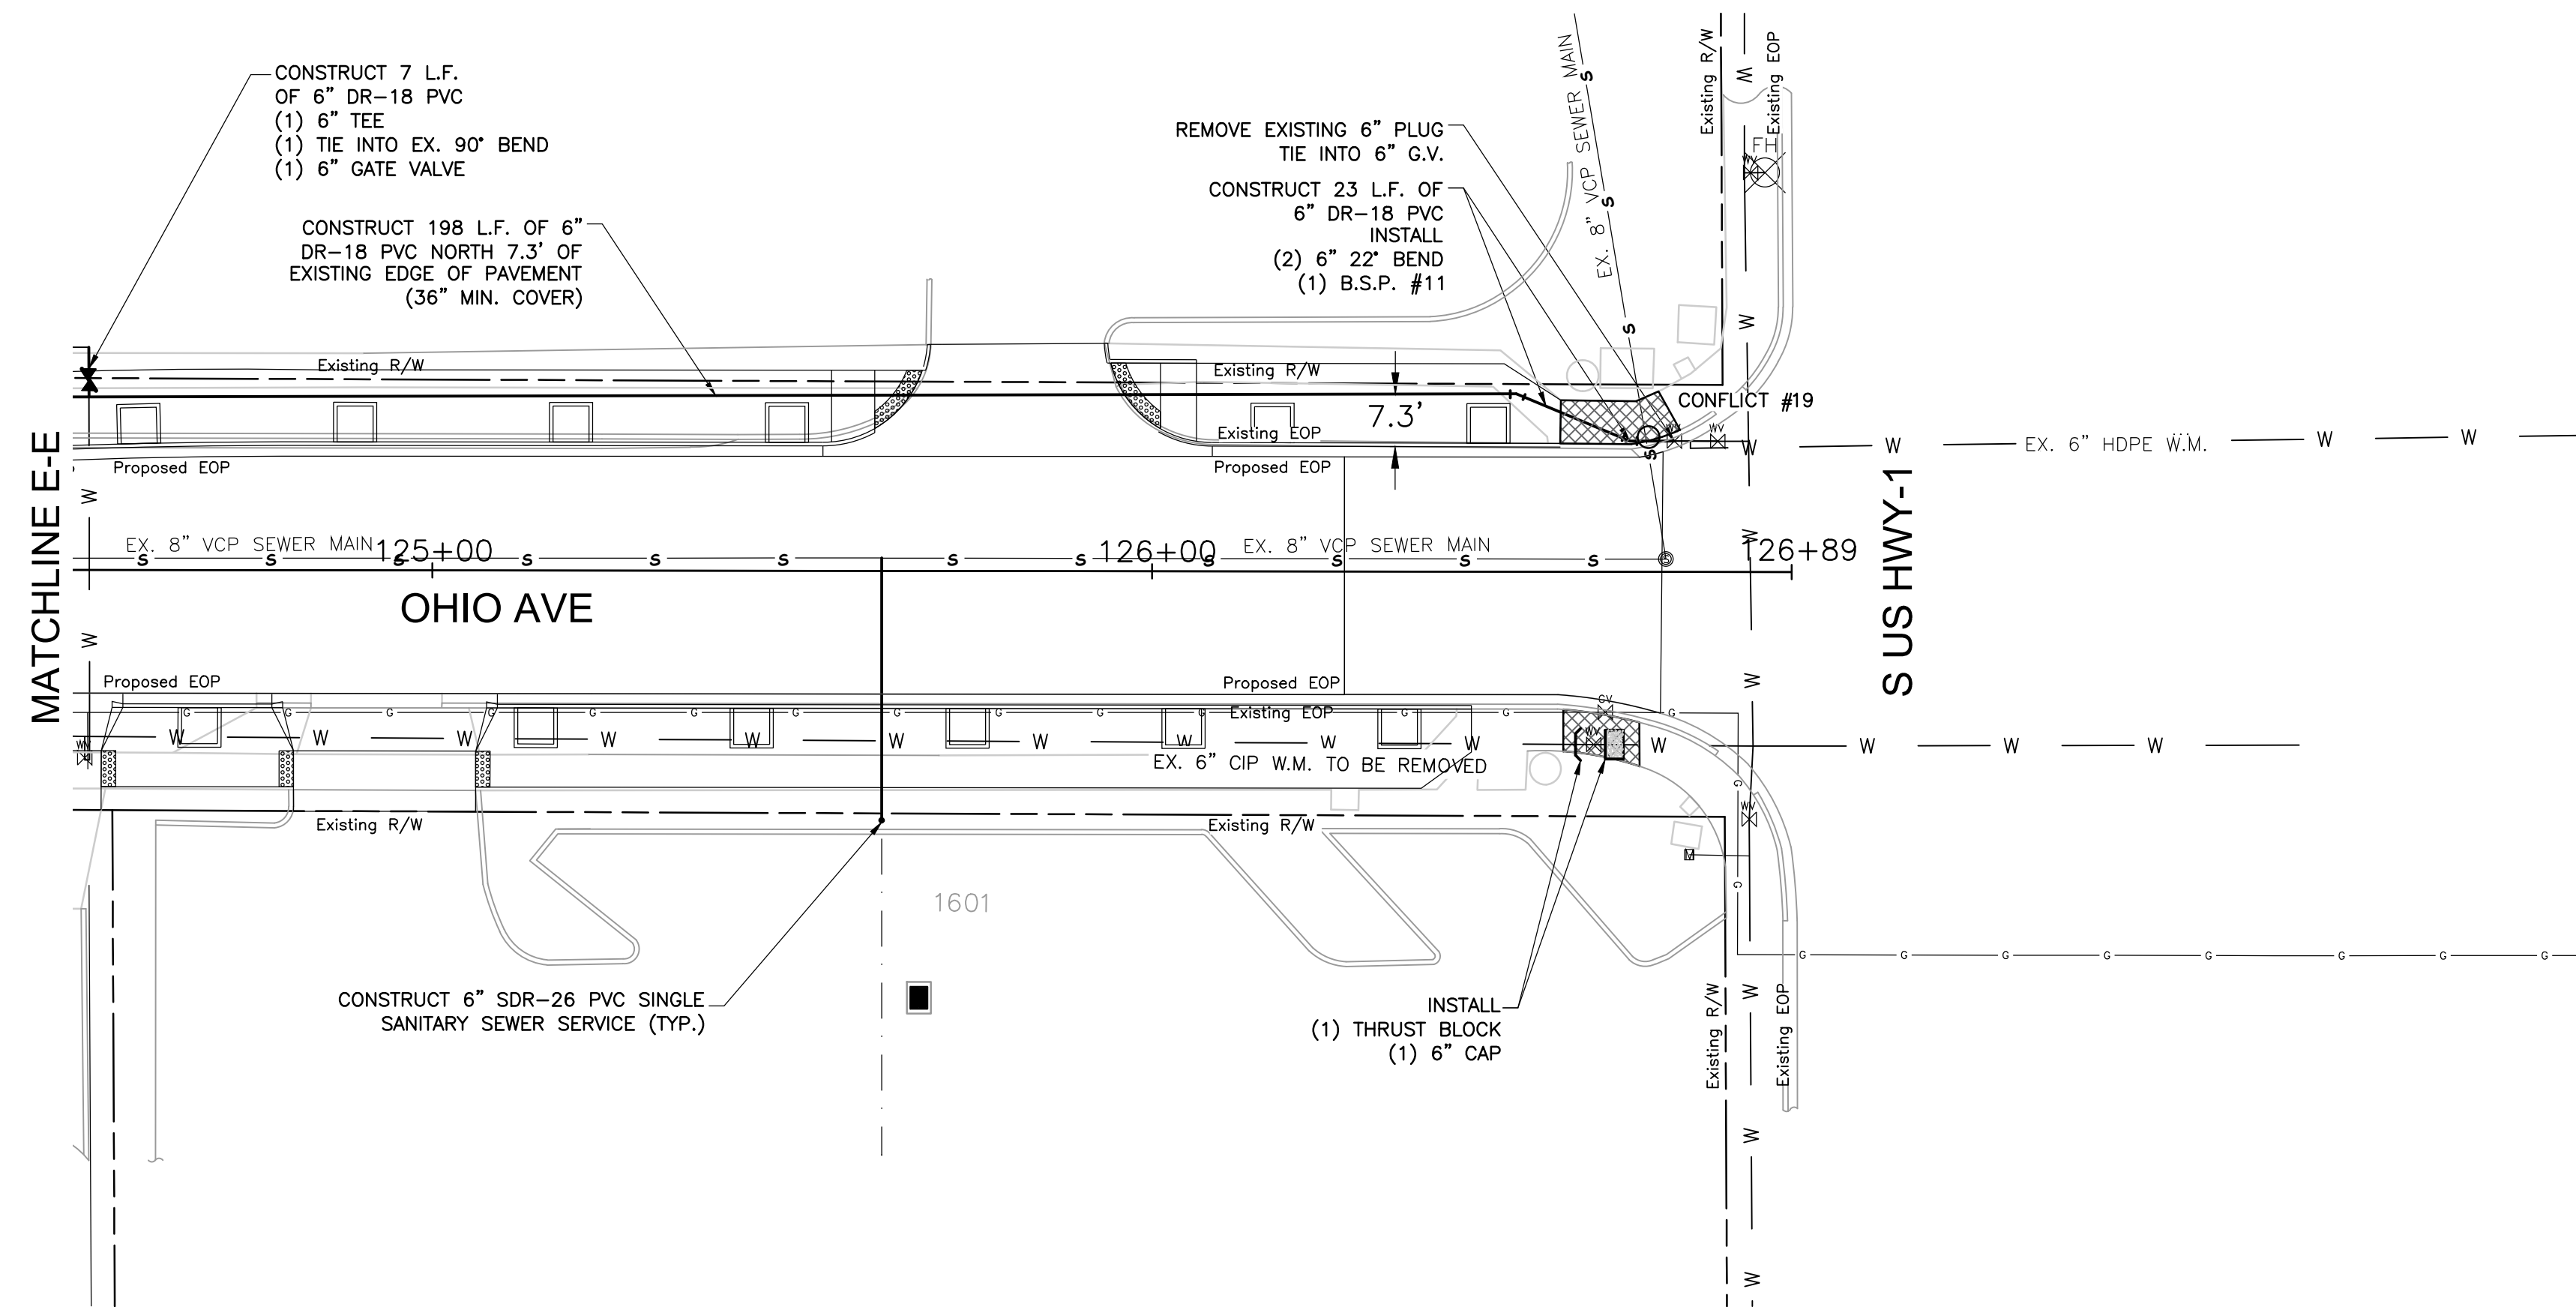 CONSTRUCT 7 L.F.
OF 6” DR-18 PVC
(1) 6” TEE
(1) TIE INTO EX. 90° BEND
(1) 6” GATE VALVE
CONSTRUCT 198 L.F. OF 6”
DR-18 PVC NORTH 7.3' OF
EXISTING EDGE OF PAVEMENT
(36” MIN. COVER)
REMOVE EXISTING 6” PLUG
TIE INTO 6” G.V.
CONSTRUCT 23 L.F. OF
6” DR-18 PVC
INSTALL
(2) 6” 22° BEND
(1) B.S.P. #11
EX. 8” VCP SEWER MAIN
S
S
S
S
Existing R/W
W
Existing EOP
FH
WV
W
Existing R/W
Existing R/W
7.3'
CONFLICT #19
Existing EOP
WV
WV
W
W
EX. 6” HDPE W.M.
W
W
Proposed EOP
Proposed EOP
MATCHLINE E-E
W
EX. 8” VCP SEWER MAIN
125+00
126+00
EX. 8” VCP SEWER MAIN
126+89
W
S S S S S S S S S S S S
OHIO AVE
S US HWY-1
W
W
Proposed EOP
Proposed EOP
GV
G G G G G G G G G G G G G G
Existing EOP
G
WV
W W W W W W W W W W
WV
W
W W W
EX. 6” CIP W.M. TO BE REMOVED
G
WV
Existing R/W
Existing R/W
M
G
1601
G G G G G G G G
CONSTRUCT 6” SDR-26 PVC SINGLE
SANITARY SEWER SERVICE (TYP.)
INSTALL
(1) THRUST BLOCK
(1) 6” CAP
Existing R/W
W
Existing EOP
W
W